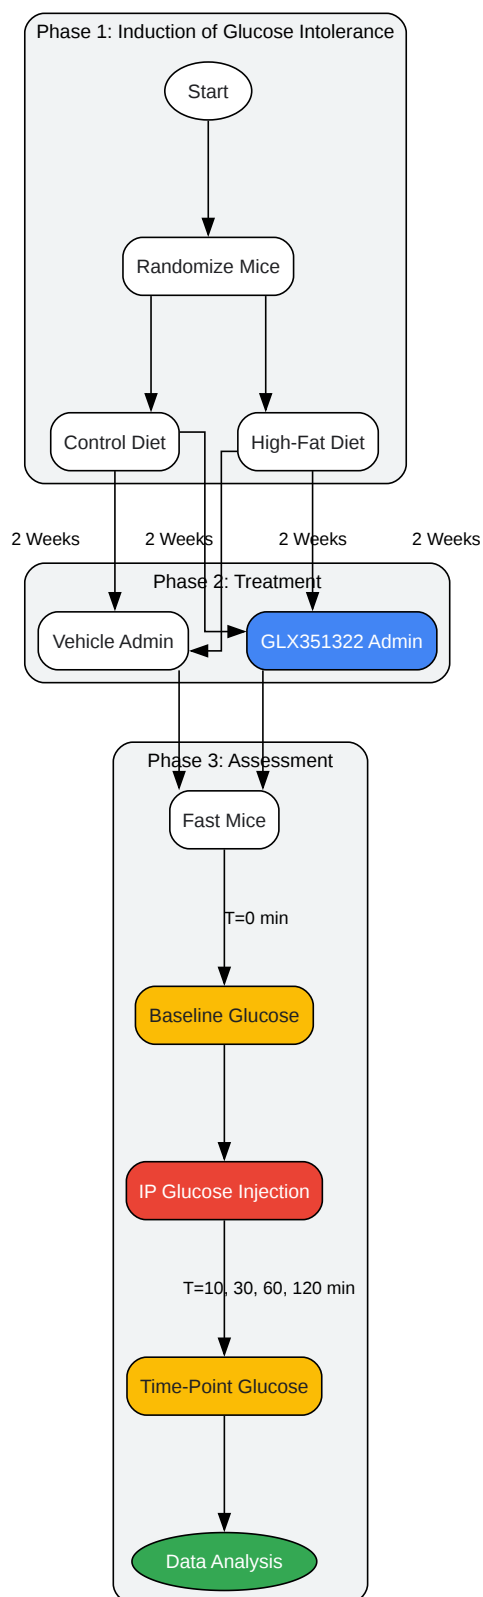 Phase 1: Induction of Glucose Intolerance
Start
Randomize Mice
Control Diet
High-Fat Diet
2 Weeks
2 Weeks
2 Weeks
2 Weeks
Phase 2: Treatment
Vehicle Admin
GLX351322 Admin
Phase 3: Assessment
Fast Mice
T=0 min
Baseline Glucose
IP Glucose Injection
T=10, 30, 60, 120 min
Time-Point Glucose
Data Analysis